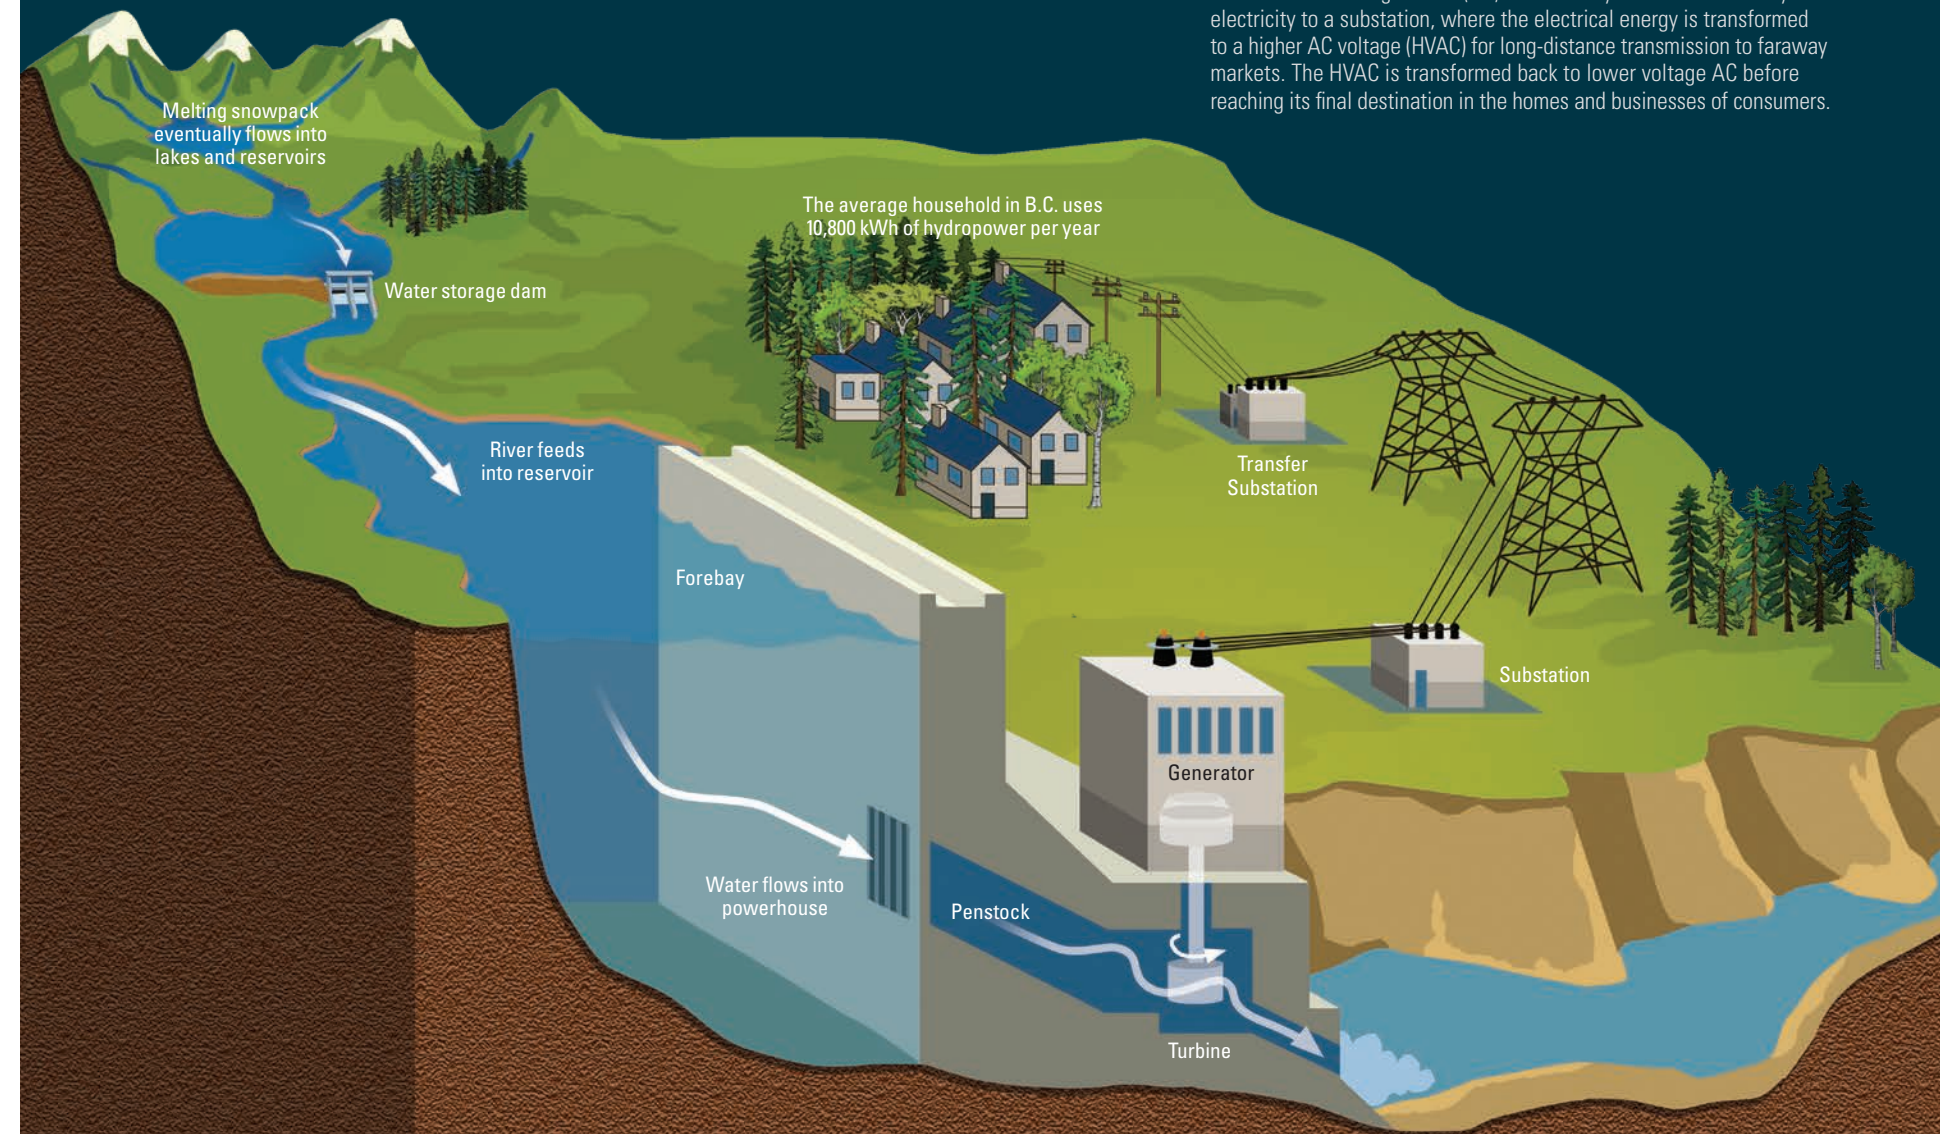 electricity to a substation, where the electrical energy is transformed
to a higher AC voltage (HVAC) for long-distance transmission to faraway
markets. The HVAC is transformed back to lower voltage AC before
reaching its final destination in the homes and businesses of consumers.
Melting snowpack
eventually flows into
lakes and reservoirs
The average household in B.C. uses
10,800 kWh of hydropower per year
Water storage dam
River feeds
into reservoir
Transfer
Substation
Forebay
Substation
Generator
Water flows into
powerhouse
Penstock
Turbine